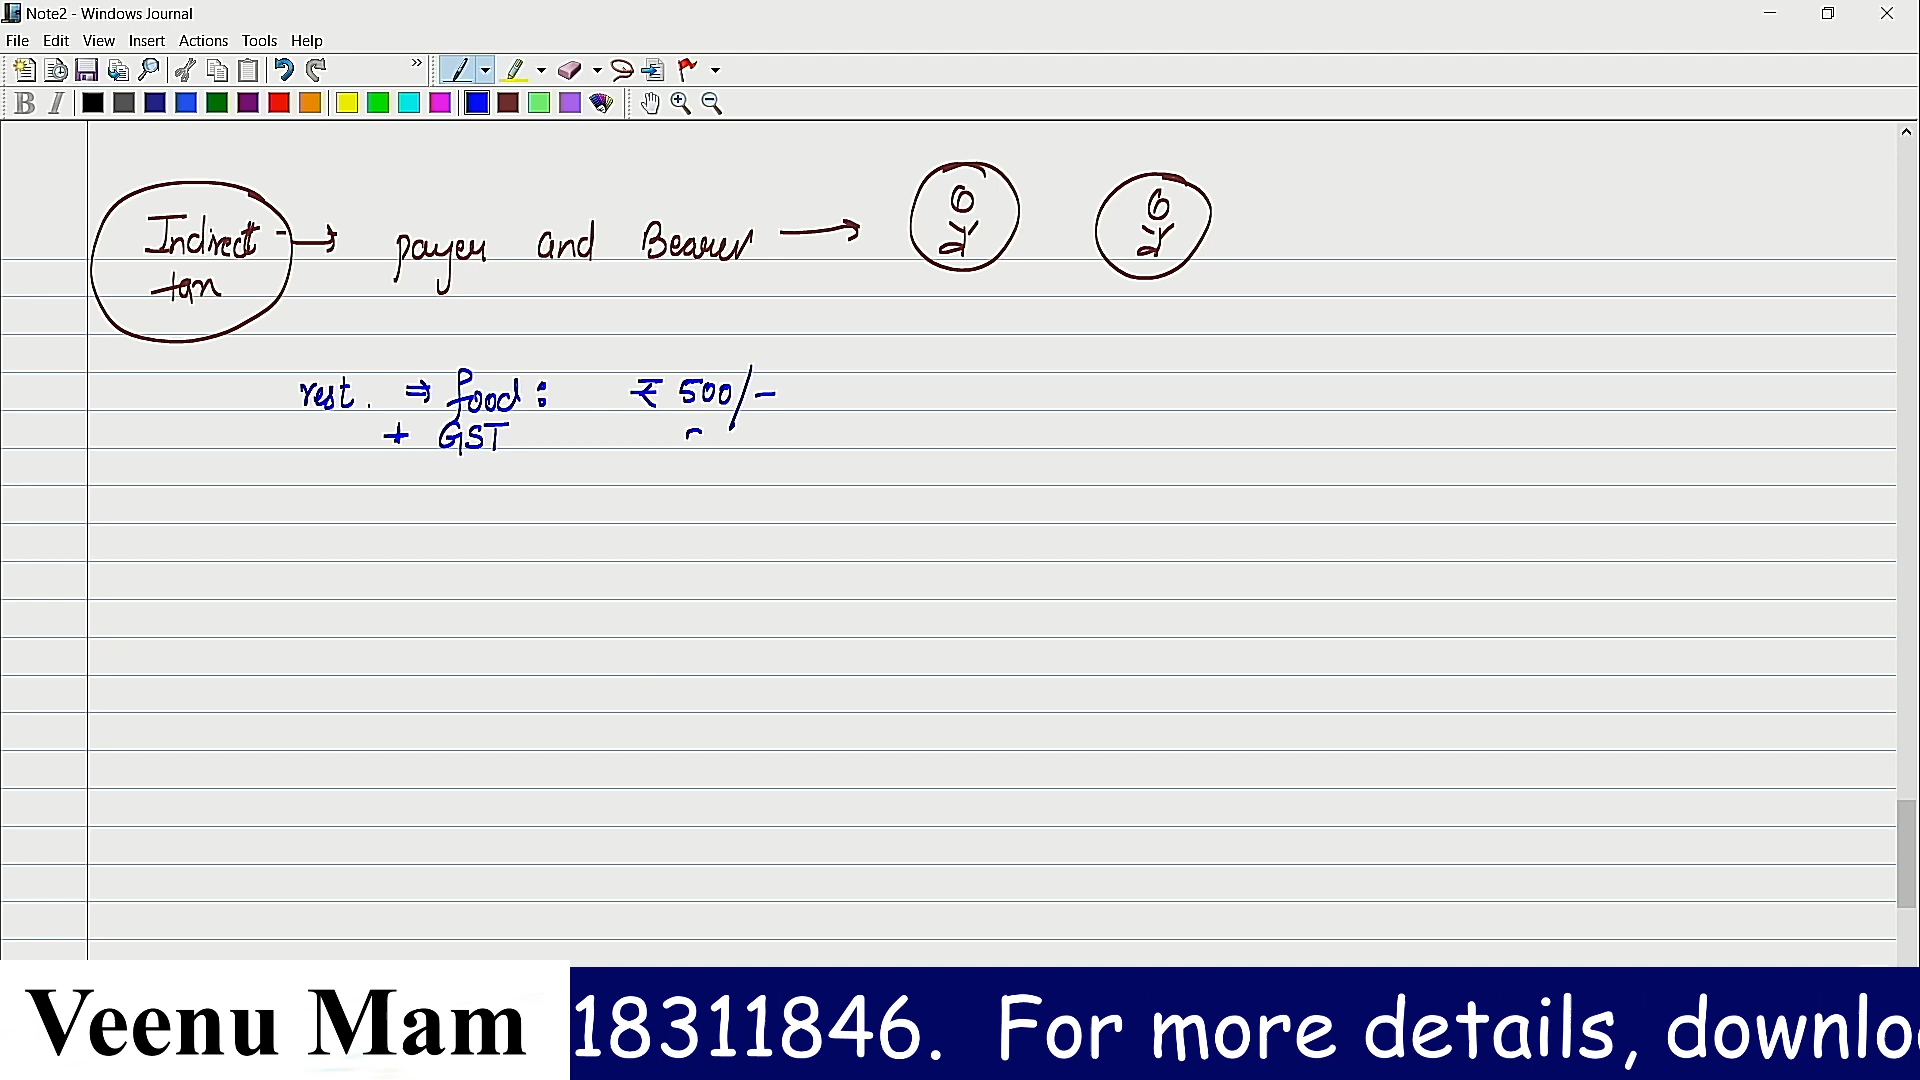 Note2 - Windows Journal
File Edit View Insert Actions Tools Help
B I
Indirect → payer and Bearer →
tax
rest. ⇒ food: ₹ 500/-
+ GST
Veenu Mam
18311846. For more details, downlo